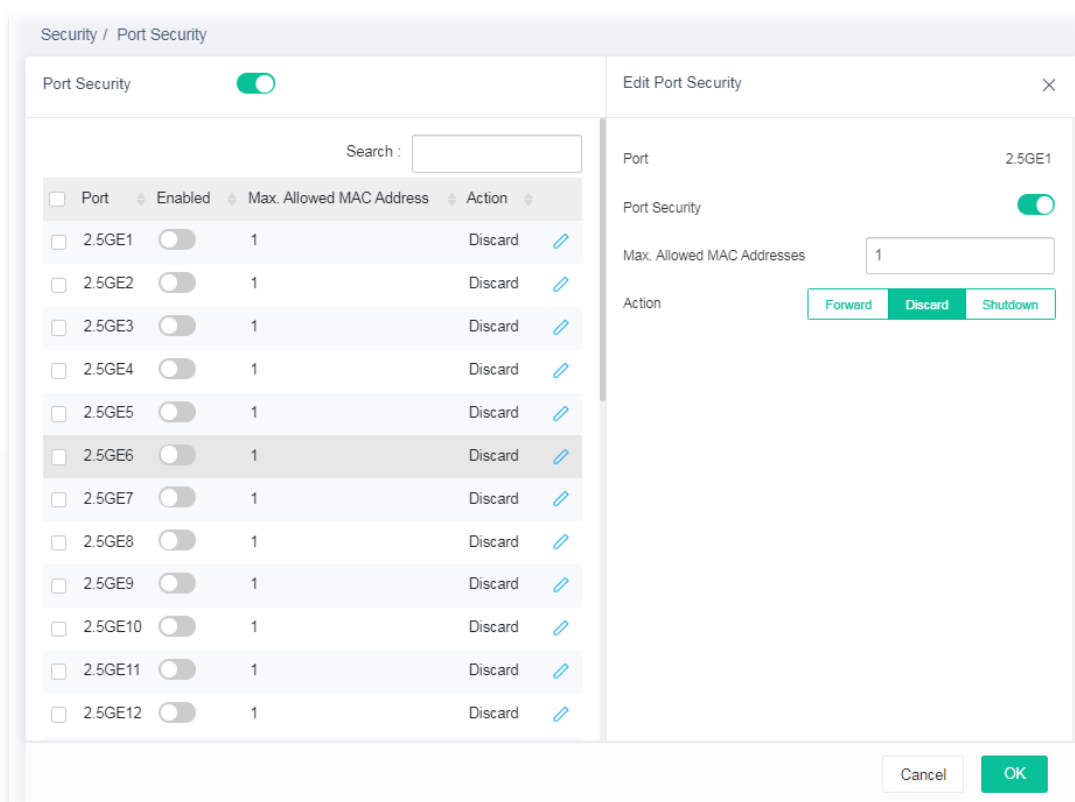 Security / Port Security
Port Security
Search :
Port Enabled Max. Allowed MAC Address Action
2.5GE1 1 Discard
2.5GE2 1 Discard
2.5GE3 1 Discard
2.5GE4 1 Discard
2.5GE5 1 Discard
2.5GE6 1 Discard
2.5GE7 1 Discard
2.5GE8 1 Discard
2.5GE9 1 Discard
2.5GE10 1 Discard
2.5GE11 1 Discard
2.5GE12 1 Discard
Edit Port Security
Port 2.5GE1
Port Security
Max. Allowed MAC Addresses 1
Action Forward Discard Shutdown
Cancel OK